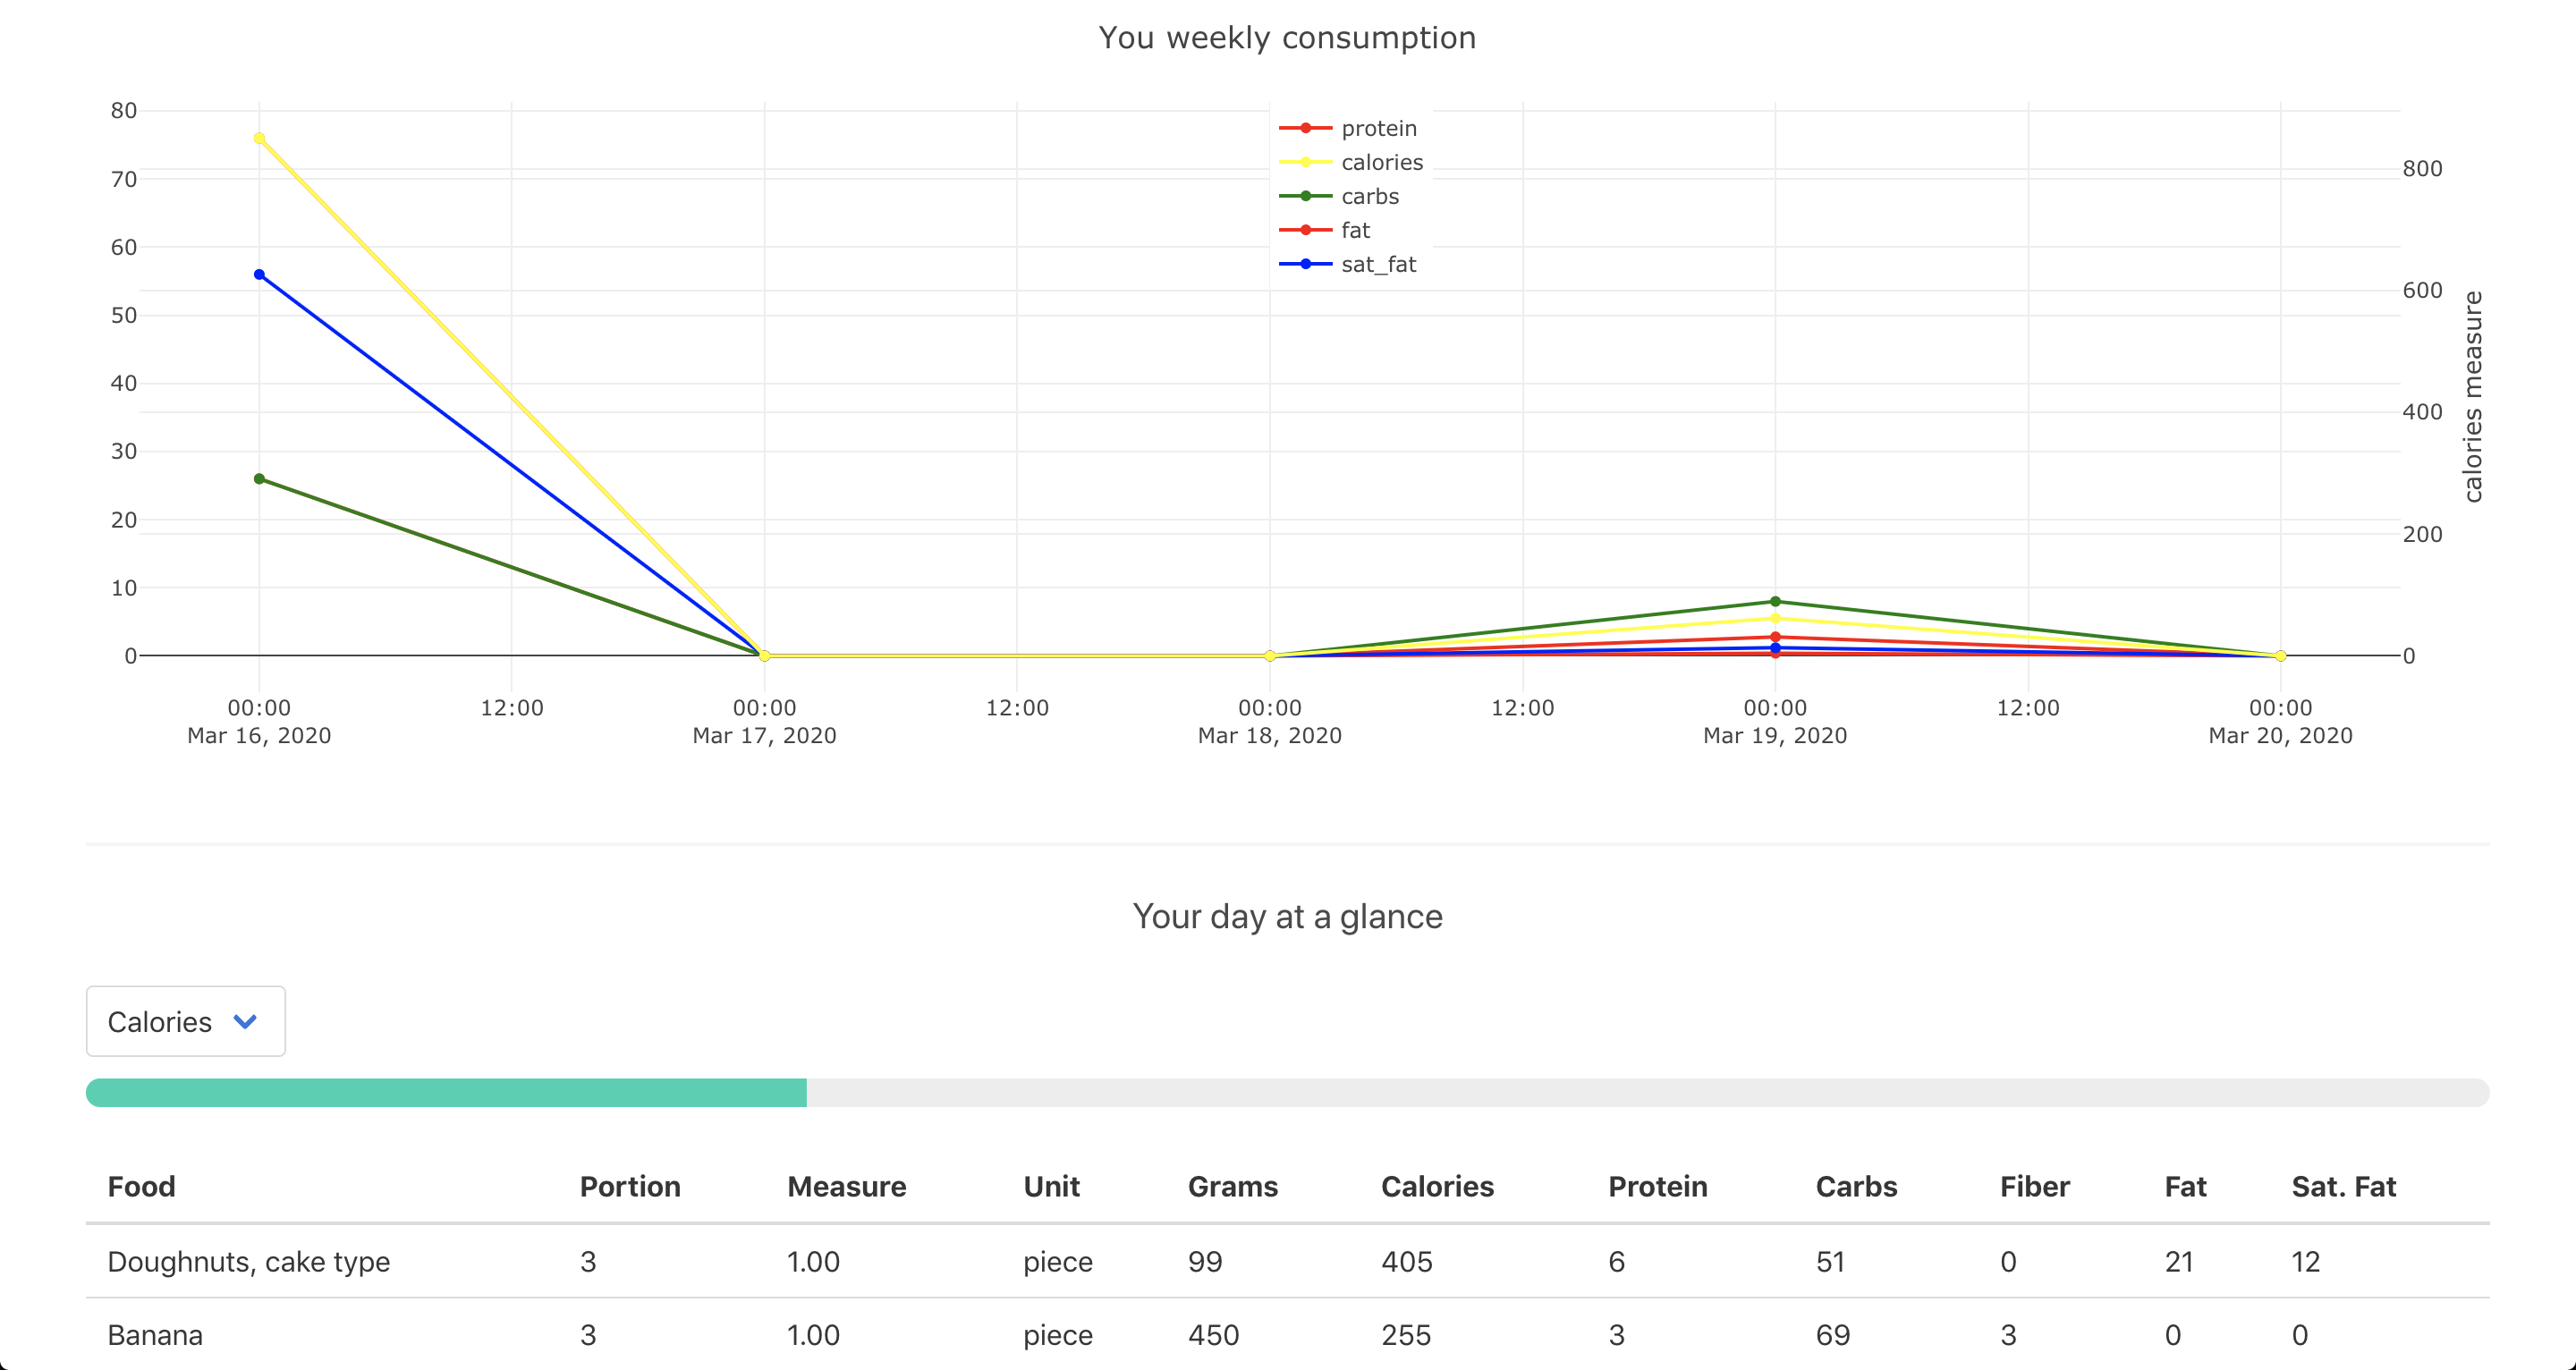 You weekly consumption
80
70
60
50
40
30
20
10
0
protein
calories
carbs
fat
sat_fat
800
600
400
200
0
calories measure
00:00 12:00 00:00 12:00 00:00 12:00 00:00 12:00 00:00
Mar 16, 2020 Mar 17, 2020 Mar 18, 2020 Mar 19, 2020 Mar 20, 2020
Your day at a glance
Calories
Food Portion Measure Unit Grams Calories Protein Carbs Fiber Fat Sat. Fat
Doughnuts, cake type 3 1.00 piece 99 405 6 51 0 21 12
Banana 3 1.00 piece 450 255 3 69 3 0 0